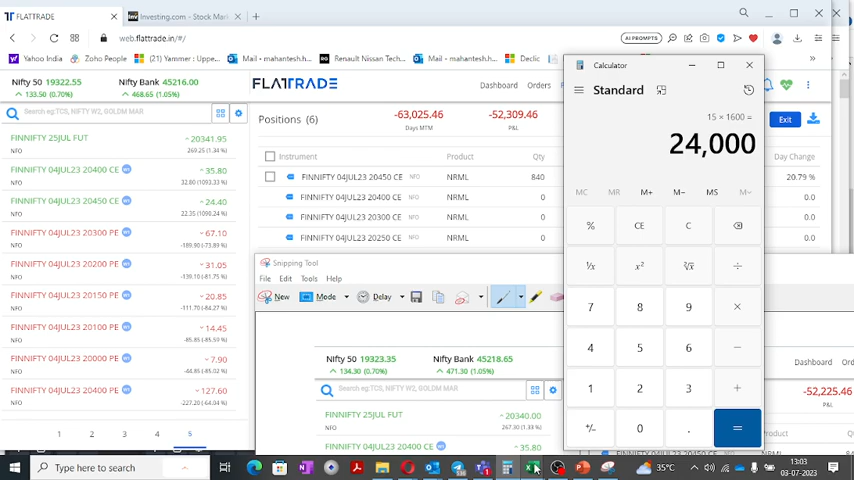 FLATTRADE
Investing.com - Stock Mar
web.flattrade.in/#/
AI PROMPTS
Yahoo India
Zoho People
(21) Yammer : Uppe...
Mail • mahantesh.h...
Renault Nissan Tech...
Mail • mahantesh.h...
Declic
Nifty 50 19322.55
133.50 (0.70%)
Nifty Bank 45216.00
468.65 (1.05%)
FLATTRADE
Dashboard
Orders
Search eg:TCS, NIFTY W2, GOLDM MAR
FINNIFTY 25JUL FUT
20341.95
NFO
269.25 (1.34 %)
FINNIFTY 04JUL23 20400 CE W1
35.80
NFO
32.80 (1093.33 %)
FINNIFTY 04JUL23 20450 CE W1
24.40
NFO
22.35 (1090.24 %)
FINNIFTY 04JUL23 20300 PE W1
67.10
NFO
-189.90 (-73.89 %)
FINNIFTY 04JUL23 20200 PE W1
31.05
NFO
-139.10 (-81.75 %)
FINNIFTY 04JUL23 20150 PE W1
20.85
NFO
-111.70 (-84.27 %)
FINNIFTY 04JUL23 20100 PE W1
14.45
NFO
-85.85 (-85.59 %)
FINNIFTY 04JUL23 20000 PE W1
7.90
NFO
-44.85 (-85.02 %)
FINNIFTY 04JUL23 20400 PE W1
127.60
NFO
-227.20 (-64.04 %)
1 2 3 4 5
Positions (6)
-63,025.46
Days MTM
-52,309.46
P&L
Exit
Instrument
Product
Qty
Day Change
FINNIFTY 04JUL23 20450 CE NFO
NRML
840
20.79 %
FINNIFTY 04JUL23 20400 CE NFO
NRML
0
0.0
FINNIFTY 04JUL23 20300 CE NFO
NRML
0
0.0
FINNIFTY 04JUL23 20250 CE NFO
NRML
0
0.0
Snipping Tool
File Edit Tools Help
New
Mode
Delay
Nifty 50 19323.35
134.30 (0.70%)
Nifty Bank 45218.65
471.30 (1.05%)
Search eg:TCS, NIFTY W2, GOLDM MAR
FINNIFTY 25JUL FUT
20340.00
NFO
267.30 (1.33 %)
FINNIFTY 04JUL23 20400 CE W1
35.80
Dashboard
Ord
-52,225.46
P&L
Product
Qty
Calculator
Standard
15 × 1600 =
24,000
MC MR M+ M− MS M
% CE C
¹/x x² ²√x ÷
7 8 9 ×
4 5 6 −
1 2 3 +
+/− 0 . =
Type here to search
35°C
13:03
03-07-2023